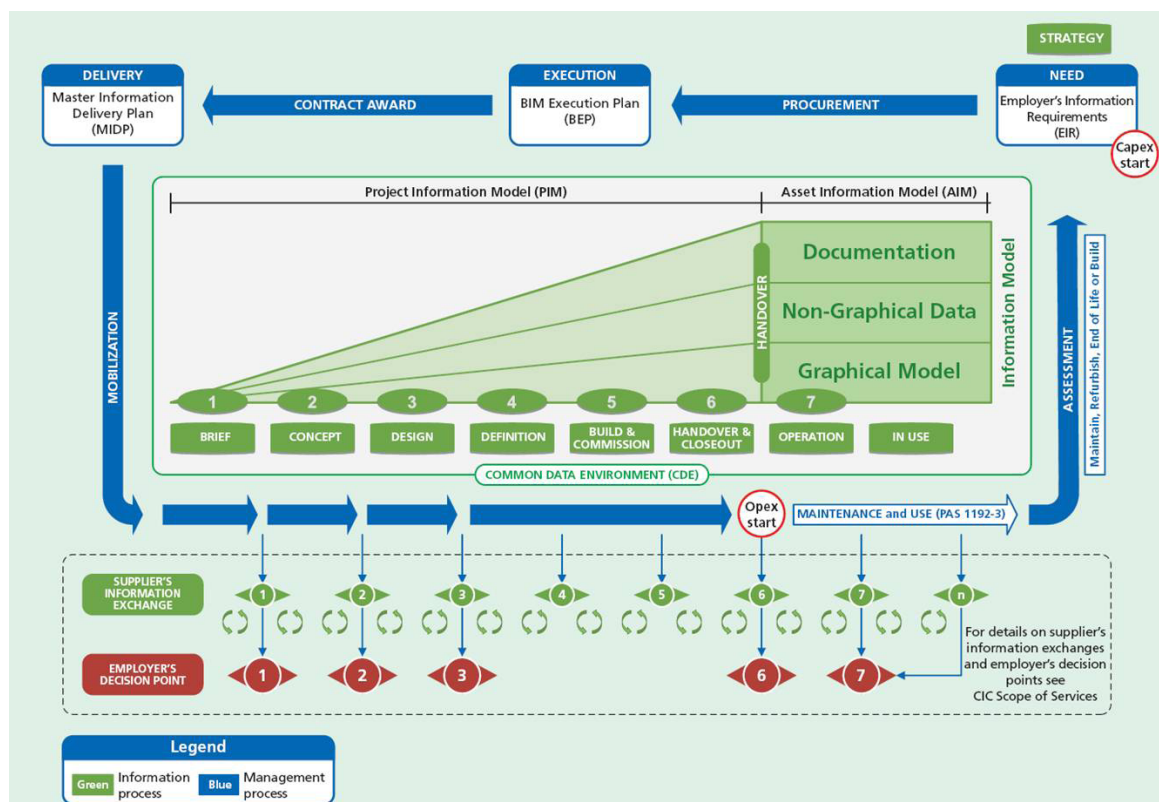 STRATEGY
DELIVERY
Master Information
Delivery Plan
(MIDP)
CONTRACT AWARD
EXECUTION
BIM Execution Plan
(BEP)
PROCUREMENT
NEED
Employer's Information
Requirements
(EIR)
Capex
start
Project Information Model (PIM)
Asset Information Model (AIM)
Documentation
Non-Graphical Data
Graphical Model
HANDOVER
Information Model
MOBILIZATION
ASSESSMENT
Maintain, Refurbish, End of Life or Build
1
2
3
4
5
6
7
BRIEF
CONCEPT
DESIGN
DEFINITION
BUILD &
COMMISSION
HANDOVER &
CLOSEOUT
OPERATION
IN USE
COMMON DATA ENVIRONMENT (CDE)
Opex
start
MAINTENANCE and USE (PAS 1192-3)
SUPPLIER'S
INFORMATION
EXCHANGE
1
2
3
4
5
6
7
n
For details on supplier's
information exchanges
and employer's decision
points see
CIC Scope of Services
EMPLOYER'S
DECISION POINT
1
2
3
6
7
Legend
Green
Information
process
Blue
Management
process